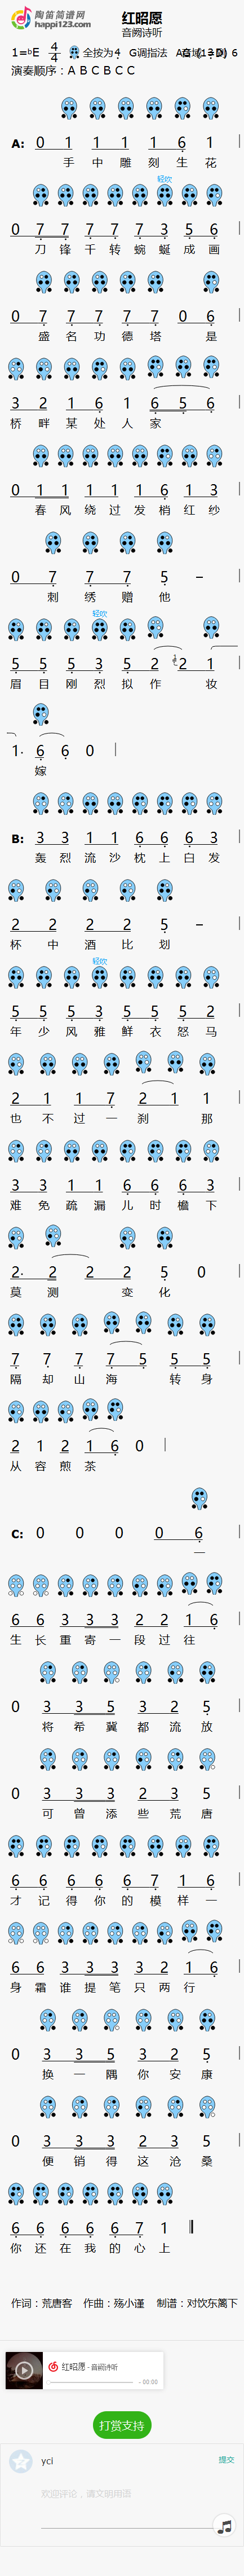 陶笛简谱网
happi123.com
红昭愿
音阙诗听
1=ᵇE 4/4 全按为4 G调指法
演奏顺序：A B C B C C
A: 0 1 1 1 1 6 1
手 中 雕 刻 生 花
轻吹
0 7 7 7 7 7 3 5 6
刀 锋 千 转 蜿 蜒 成 画
0 7 7 7 7 7 0 6
盛 名 功 德 塔 是
3 2 1 6 1 6 5 6
桥 畔 某 处 人 家
0 1 1 1 1 1 6 1 3
春 风 绕 过 发 梢 红 纱
0 7 7 7 5 –
刺 绣 赠 他
轻吹
5 5 5 3 5 2 2 1
眉 目 刚 烈 拟 作 妆
1· 6 6 0
嫁
B: 3 3 1 1 6 6 6 3
轰 烈 流 沙 枕 上 白 发
2 2 2 2 5 –
杯 中 酒 比 划
轻吹
5 5 5 3 5 5 5 2
年 少 风 雅 鲜 衣 怒 马
2 1 1 7 2 1 1
也 不 过 一 刹 那
3 3 1 1 6 6 6 3
难 免 疏 漏 儿 时 檐 下
2· 2 2 2 5 0
莫 测 变 化
7 7 7 7 5 5 5
隔 却 山 海 转 身
2 1 2 1 6 0
从 容 煎 茶
C: 0 0 0 0 6
一
6 6 3 3 3 2 2 1 6
生 长 重 寄 一 段 过 往
0 3 3 5 3 2 5
将 希 冀 都 流 放
0 3 3 3 2 3 5
可 曾 添 些 荒 唐
6 6 6 6 6 7 1 6
才 记 得 你 的 模 样 一
6 6 3 3 3 3 2 1 6
身 霜 谁 提 笔 只 两 行
0 3 3 5 3 2 5
换 一 隅 你 安 康
0 3 3 3 2 3 5
便 销 得 这 沧 桑
6 6 6 6 6 7 1
你 还 在 我 的 心 上
作词：荒唐客 作曲：殇小谨 制谱：对饮东篱下
红昭愿 - 音阙诗听
- 00:00
打赏支持
yci
提交
欢迎评论，请文明用语